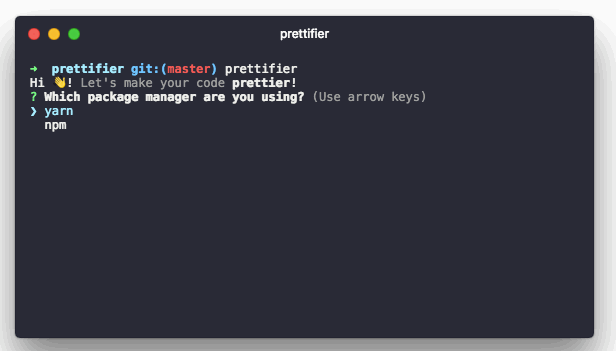 prettifier
➜ prettifier git:(master) prettifier
Hi 👋! Let's make your code prettier!
? Which package manager are you using? (Use arrow keys)
❯ yarn
npm